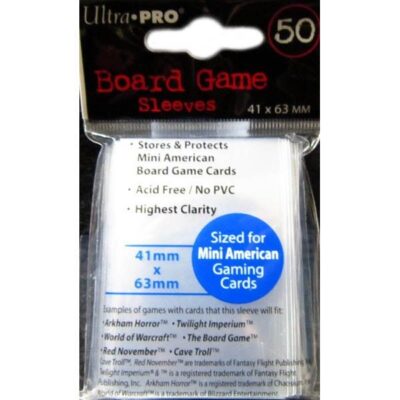 Ultra•PRO
50
Board Game
Sleeves
41 x 63 MM
• Stores & Protects
Mini American
Board Game Cards
• Acid Free / No PVC
• Highest Clarity
41mm
x
63mm
Sized for
Mini American
Gaming
Cards
Examples of games with cards that this sleeve will fit:
•Arkham Horror™ • Twilight Imperium™
•World of Warcraft™ • The Board Game™
•Red November™ • Cave Troll™
Cave Troll™, Red November™ are trademarks of Fantasy Flight Publishing, In
Twilight Imperium® & ™ is a registered trademark of Fantasy Flight
Publishing, Inc. Arkham Horror™ is a registered trademark of Chaosium
World of Warcraft™ is a trademark of Blizzard Entertainment.